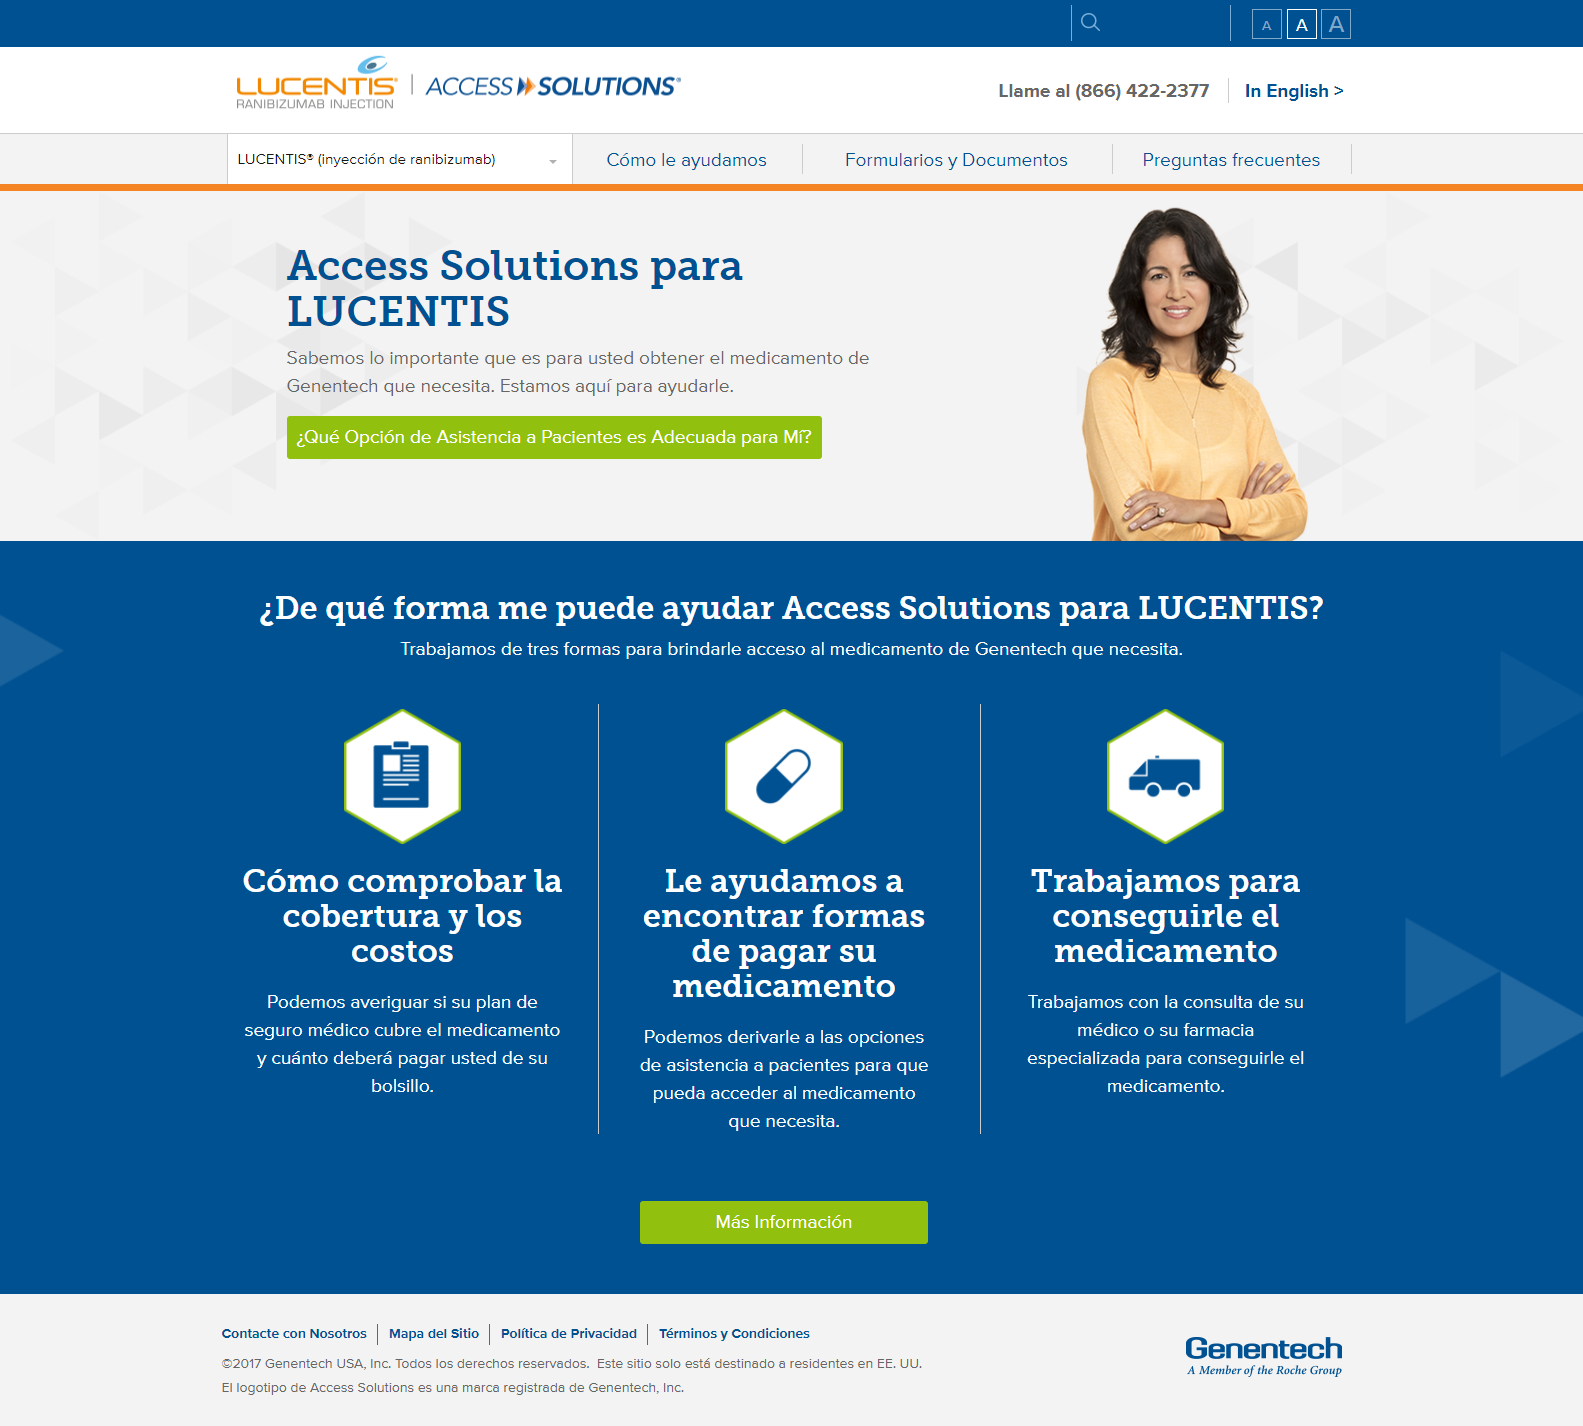 A A A
LUCENTIS®
RANIBIZUMAB INJECTION
ACCESS SOLUTIONS®
Llame al (866) 422-2377
In English >
LUCENTIS® (inyección de ranibizumab)
Cómo le ayudamos
Formularios y Documentos
Preguntas frecuentes
Access Solutions para
LUCENTIS
Sabemos lo importante que es para usted obtener el medicamento de
Genentech que necesita. Estamos aquí para ayudarle.
¿Qué Opción de Asistencia a Pacientes es Adecuada para Mí?
¿De qué forma me puede ayudar Access Solutions para LUCENTIS?
Trabajamos de tres formas para brindarle acceso al medicamento de Genentech que necesita.
Cómo comprobar la
cobertura y los
costos
Podemos averiguar si su plan de
seguro médico cubre el medicamento
y cuánto deberá pagar usted de su
bolsillo.
Le ayudamos a
encontrar formas
de pagar su
medicamento
Podemos derivarle a las opciones
de asistencia a pacientes para que
pueda acceder al medicamento
que necesita.
Trabajamos para
conseguirle el
medicamento
Trabajamos con la consulta de su
médico o su farmacia
especializada para conseguirle el
medicamento.
Más Información
Contacte con Nosotros
Mapa del Sitio
Política de Privacidad
Términos y Condiciones
©2017 Genentech USA, Inc. Todos los derechos reservados. Este sitio solo está destinado a residentes en EE. UU.
El logotipo de Access Solutions es una marca registrada de Genentech, Inc.
Genentech
A Member of the Roche Group